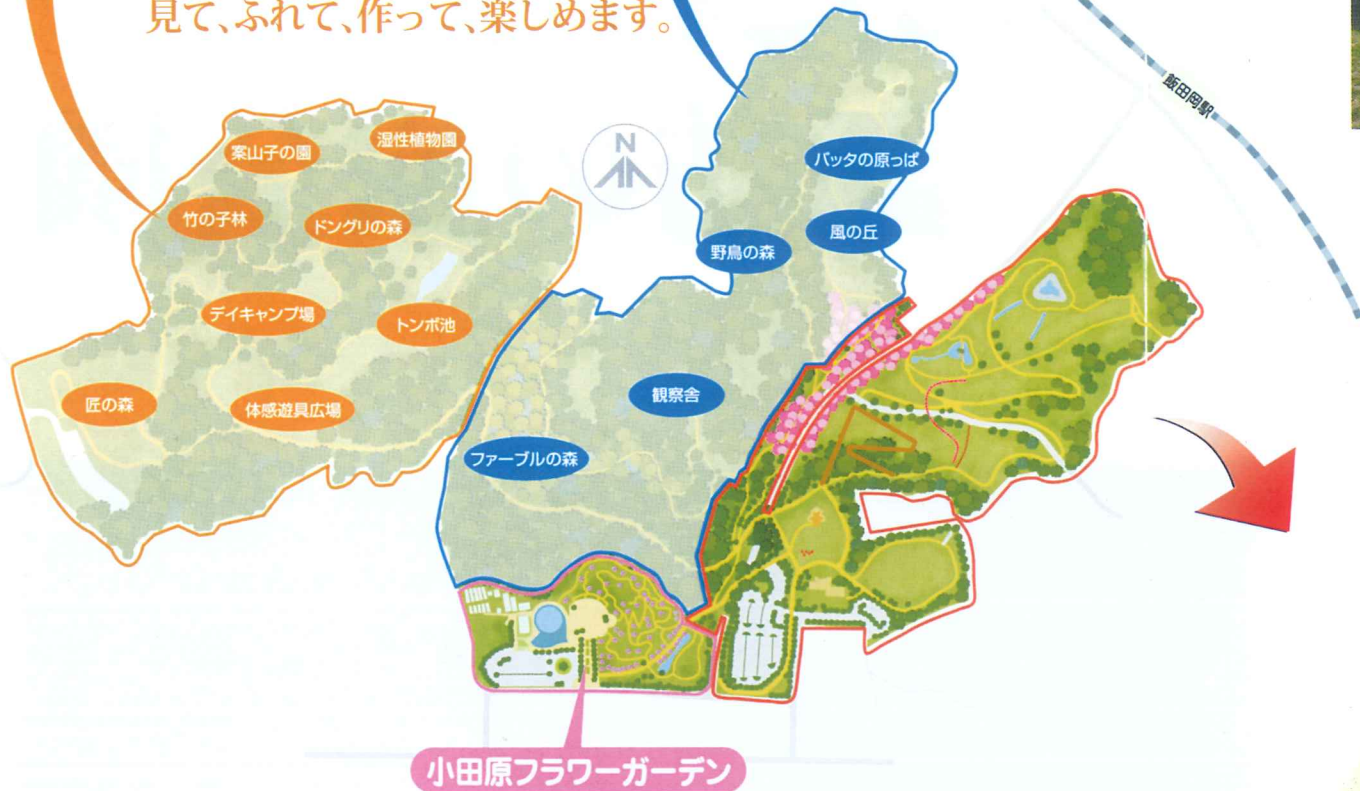 見て、ふれて、作って、楽しめます。
飯田岡駅
N
案山子の園
湿性植物園
竹の子林
ドングリの森
デイキャンプ場
トンボ池
匠の森
体感遊具広場
バッタの原っぱ
風の丘
野鳥の森
観察舎
ファーブルの森
小田原フラワーガーデン